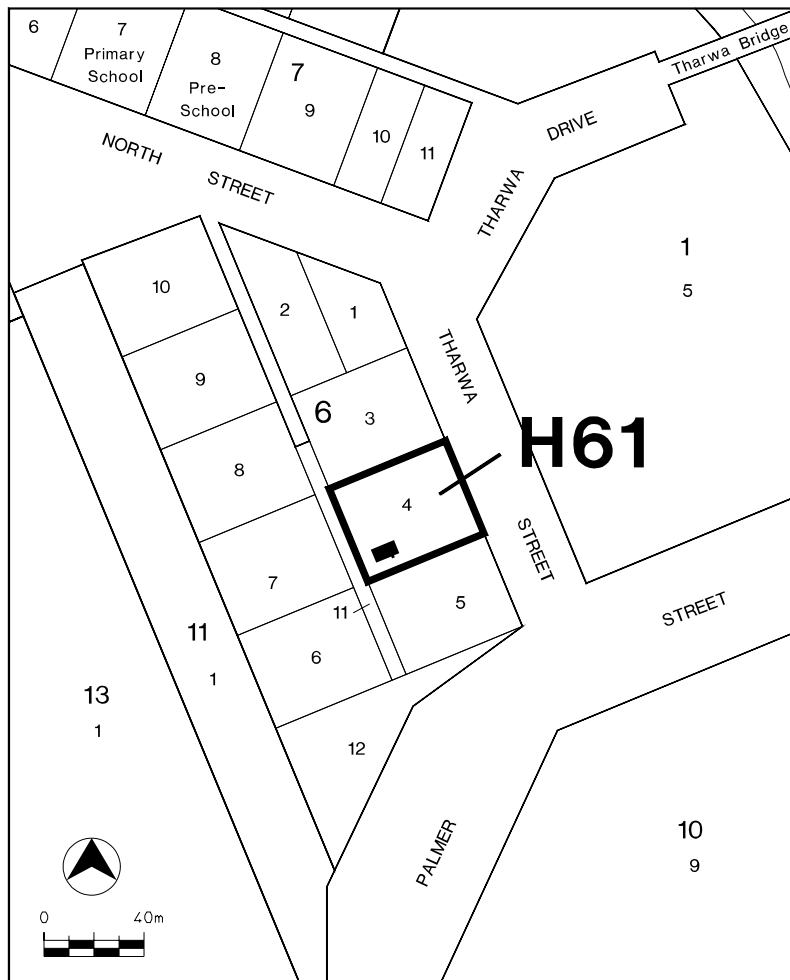 6
7
Primary
School
8
Pre-
School
7
9
10
11
Tharwa Bridge
DRIVE
THARWA
NORTH
STREET
1
5
10
2
1
THARWA
9
6
3
H61
8
4
STREET
7
11
5
STREET
11
1
6
13
1
12
PALMER
10
9
0
40m